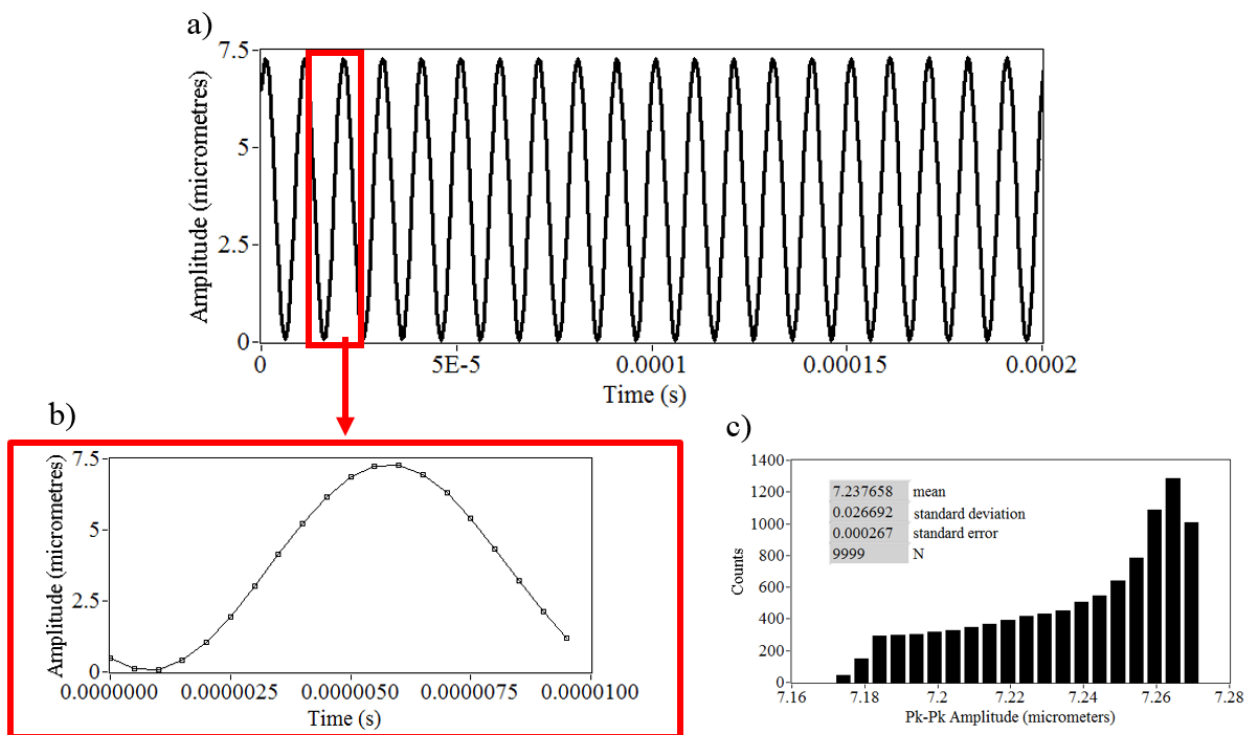 a)
Amplitude (micrometres)
7.5
5
2.5
0
0 5E-5 0.0001 0.00015 0.0002
Time (s)
b)
Amplitude (micrometres)
7.5
5
2.5
0
0.0000000 0.0000025 0.0000050 0.0000075 0.0000100
Time (s)
c)
Counts
1400
1200
1000
800
600
400
200
0
7.237658 mean
0.026692 standard deviation
0.000267 standard error
9999 N
7.16 7.18 7.2 7.22 7.24 7.26 7.28
Pk-Pk Amplitude (micrometers)